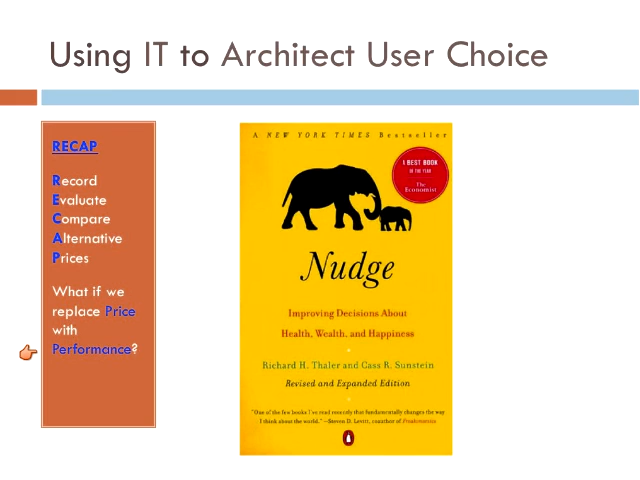 Using IT to Architect User Choice
RECAP
Record
Evaluate
Compare
Alternative
Prices
What if we
replace Price
with
Performance?
A NEW YORK TIMES Bestseller
1 BEST BOOK
OF THE YEAR
The
Economist
Nudge
Improving Decisions About
Health, Wealth, and Happiness
Richard H. Thaler and Cass R. Sunstein
Revised and Expanded Edition
"One of the few books I've read recently that fundamentally changes the way
I think about the world." —Steven D. Levitt, coauthor of Freakonomics